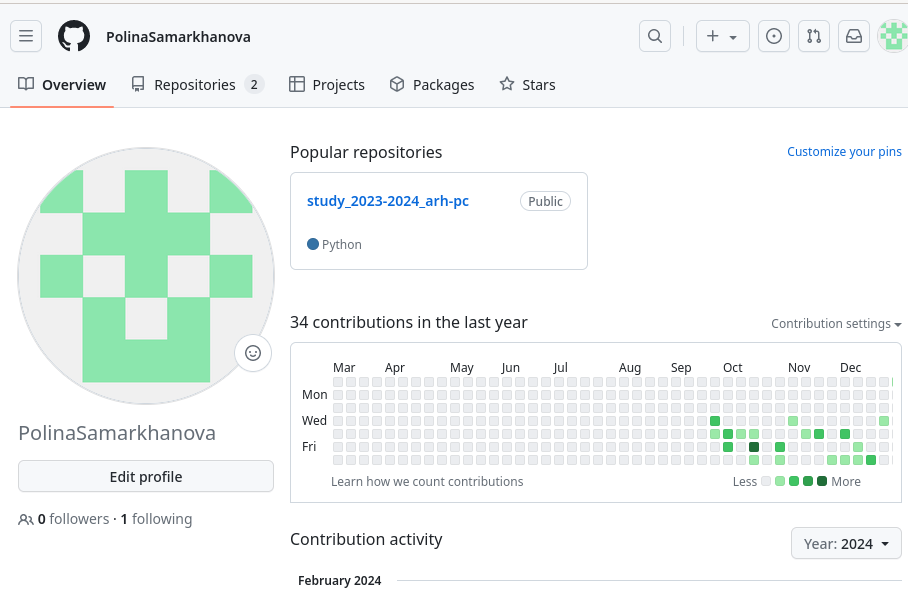 PolinaSamarkhanova
Overview Repositories 2 Projects Packages Stars
Popular repositories Customize your pins
study_2023-2024_arh-pc Public
Python
34 contributions in the last year Contribution settings
Mar Apr May Jun Jul Aug Sep Oct Nov Dec
Mon
Wed
Fri
Learn how we count contributions Less More
PolinaSamarkhanova
Edit profile
0 followers · 1 following
Contribution activity Year: 2024
February 2024